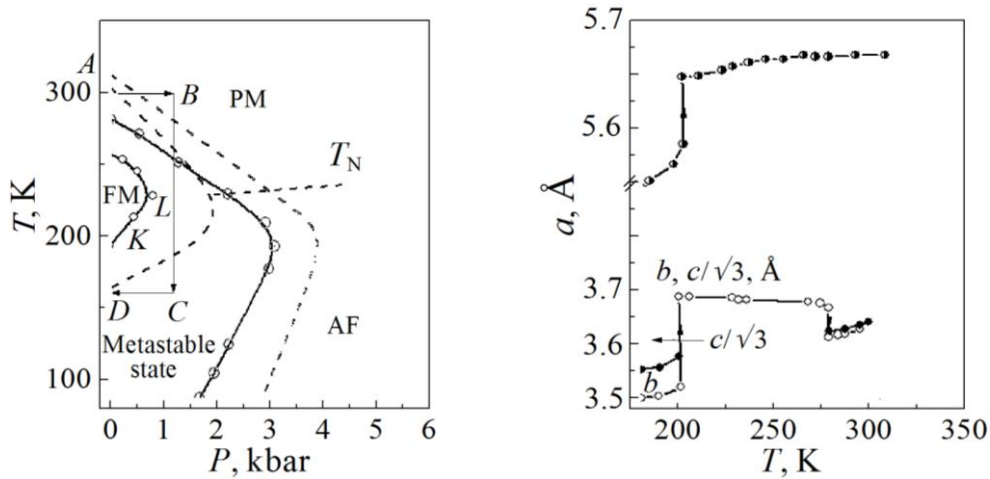 A
300
B
PM
T_N
FM
L
T, K
200
K
D
C
AF
Metastable
state
100
0
1
2
3
4
5
6
P, kbar
5.7
5.6
a, Å
b, c/√3, Å
3.7
c/√3
3.6
b
3.5
200
250
300
350
T, K